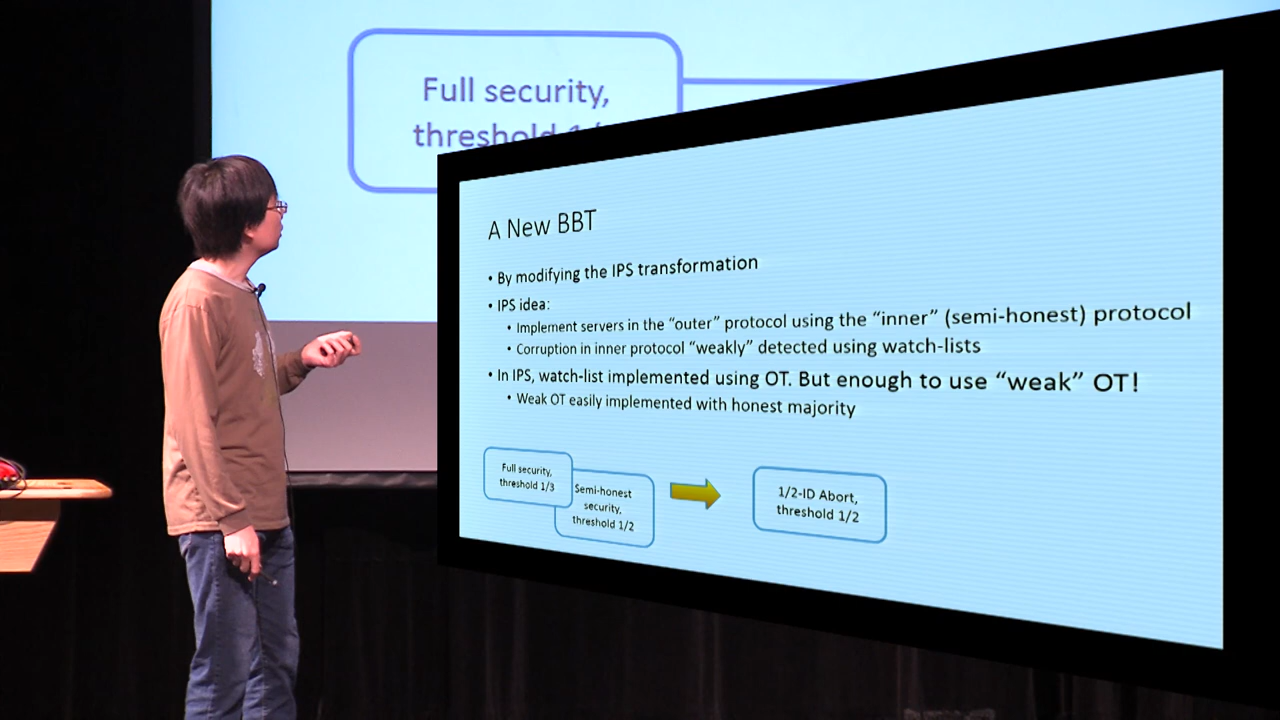 Full security,
threshold
A New BBT
• By modifying the IPS transformation
• IPS idea:
• Implement servers in the “outer” protocol using the “inner” (semi-honest) protocol
• Corruption in inner protocol “weakly” detected using watch-lists
• In IPS, watch-list implemented using OT. But enough to use “weak” OT!
• Weak OT easily implemented with honest majority
Full security,
threshold 1/3
Semi-honest
security,
threshold 1/2
1/2-ID Abort,
threshold 1/2